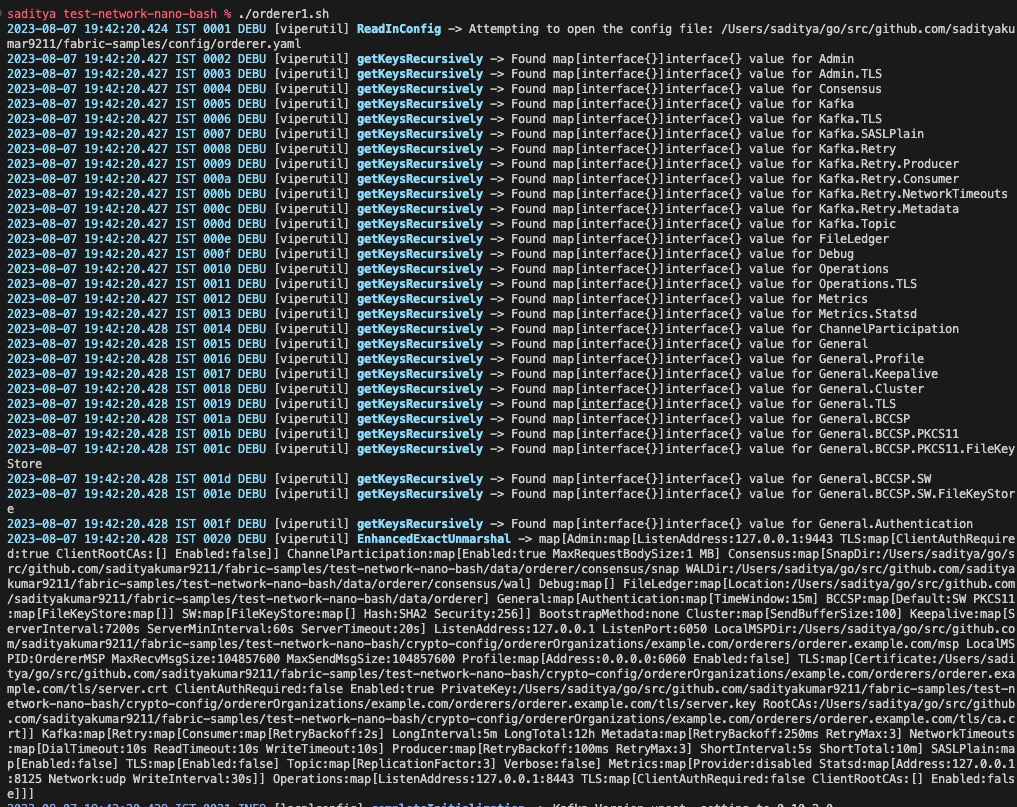 saditya test-network-nano-bash % ./orderer1.sh
2023-08-07 19:42:20.424 IST 0001 DEBU [viperutil] ReadInConfig -> Attempting to open the config file: /Users/saditya/go/src/github.com/sadityaku
mar9211/fabric-samples/config/orderer.yaml
2023-08-07 19:42:20.427 IST 0002 DEBU [viperutil] getKeysRecursively -> Found map[interface{}]interface{} value for Admin
2023-08-07 19:42:20.427 IST 0003 DEBU [viperutil] getKeysRecursively -> Found map[interface{}]interface{} value for Admin.TLS
2023-08-07 19:42:20.427 IST 0004 DEBU [viperutil] getKeysRecursively -> Found map[interface{}]interface{} value for Consensus
2023-08-07 19:42:20.427 IST 0005 DEBU [viperutil] getKeysRecursively -> Found map[interface{}]interface{} value for Kafka
2023-08-07 19:42:20.427 IST 0006 DEBU [viperutil] getKeysRecursively -> Found map[interface{}]interface{} value for Kafka.TLS
2023-08-07 19:42:20.427 IST 0007 DEBU [viperutil] getKeysRecursively -> Found map[interface{}]interface{} value for Kafka.SASLPlain
2023-08-07 19:42:20.427 IST 0008 DEBU [viperutil] getKeysRecursively -> Found map[interface{}]interface{} value for Kafka.Retry
2023-08-07 19:42:20.427 IST 0009 DEBU [viperutil] getKeysRecursively -> Found map[interface{}]interface{} value for Kafka.Retry.Producer
2023-08-07 19:42:20.427 IST 000a DEBU [viperutil] getKeysRecursively -> Found map[interface{}]interface{} value for Kafka.Retry.Consumer
2023-08-07 19:42:20.427 IST 000b DEBU [viperutil] getKeysRecursively -> Found map[interface{}]interface{} value for Kafka.Retry.NetworkTimeouts
2023-08-07 19:42:20.427 IST 000c DEBU [viperutil] getKeysRecursively -> Found map[interface{}]interface{} value for Kafka.Retry.Metadata
2023-08-07 19:42:20.427 IST 000d DEBU [viperutil] getKeysRecursively -> Found map[interface{}]interface{} value for Kafka.Topic
2023-08-07 19:42:20.427 IST 000e DEBU [viperutil] getKeysRecursively -> Found map[interface{}]interface{} value for FileLedger
2023-08-07 19:42:20.427 IST 000f DEBU [viperutil] getKeysRecursively -> Found map[interface{}]interface{} value for Debug
2023-08-07 19:42:20.427 IST 0010 DEBU [viperutil] getKeysRecursively -> Found map[interface{}]interface{} value for Operations
2023-08-07 19:42:20.427 IST 0011 DEBU [viperutil] getKeysRecursively -> Found map[interface{}]interface{} value for Operations.TLS
2023-08-07 19:42:20.427 IST 0012 DEBU [viperutil] getKeysRecursively -> Found map[interface{}]interface{} value for Metrics
2023-08-07 19:42:20.427 IST 0013 DEBU [viperutil] getKeysRecursively -> Found map[interface{}]interface{} value for Metrics.Statsd
2023-08-07 19:42:20.428 IST 0014 DEBU [viperutil] getKeysRecursively -> Found map[interface{}]interface{} value for ChannelParticipation
2023-08-07 19:42:20.428 IST 0015 DEBU [viperutil] getKeysRecursively -> Found map[interface{}]interface{} value for General
2023-08-07 19:42:20.428 IST 0016 DEBU [viperutil] getKeysRecursively -> Found map[interface{}]interface{} value for General.Profile
2023-08-07 19:42:20.428 IST 0017 DEBU [viperutil] getKeysRecursively -> Found map[interface{}]interface{} value for General.Keepalive
2023-08-07 19:42:20.428 IST 0018 DEBU [viperutil] getKeysRecursively -> Found map[interface{}]interface{} value for General.Cluster
2023-08-07 19:42:20.428 IST 0019 DEBU [viperutil] getKeysRecursively -> Found map[interface{}]interface{} value for General.TLS
2023-08-07 19:42:20.428 IST 001a DEBU [viperutil] getKeysRecursively -> Found map[interface{}]interface{} value for General.BCCSP
2023-08-07 19:42:20.428 IST 001b DEBU [viperutil] getKeysRecursively -> Found map[interface{}]interface{} value for General.BCCSP.PKCS11
2023-08-07 19:42:20.428 IST 001c DEBU [viperutil] getKeysRecursively -> Found map[interface{}]interface{} value for General.BCCSP.PKCS11.FileKey
Store
2023-08-07 19:42:20.428 IST 001d DEBU [viperutil] getKeysRecursively -> Found map[interface{}]interface{} value for General.BCCSP.SW
2023-08-07 19:42:20.428 IST 001e DEBU [viperutil] getKeysRecursively -> Found map[interface{}]interface{} value for General.BCCSP.SW.FileKeyStor
e
2023-08-07 19:42:20.428 IST 001f DEBU [viperutil] getKeysRecursively -> Found map[interface{}]interface{} value for General.Authentication
2023-08-07 19:42:20.428 IST 0020 DEBU [viperutil] EnhancedExactUnmarshal -> map[Admin:map[ListenAddress:127.0.0.1:9443 TLS:map[ClientAuthRequire
d:true ClientRootCAs:[] Enabled:false]] ChannelParticipation:map[Enabled:true MaxRequestBodySize:1 MB] Consensus:map[SnapDir:/Users/saditya/go/s
rc/github.com/sadityakumar9211/fabric-samples/test-network-nano-bash/data/orderer/consensus/snap WALDir:/Users/saditya/go/src/github.com/saditya
kumar9211/fabric-samples/test-network-nano-bash/data/orderer/consensus/wal] Debug:map[] FileLedger:map[Location:/Users/saditya/go/src/github.com
/sadityakumar9211/fabric-samples/test-network-nano-bash/data/orderer] General:map[Authentication:map[TimeWindow:15m] BCCSP:map[Default:SW PKCS11
:map[FileKeyStore:map[]] SW:map[FileKeyStore:map[] Hash:SHA2 Security:256]] BootstrapMethod:none Cluster:map[SendBufferSize:100] Keepalive:map[S
erverInterval:7200s ServerMinInterval:60s ServerTimeout:20s] ListenAddress:127.0.0.1 ListenPort:6050 LocalMSPDir:/Users/saditya/go/src/github.co
m/sadityakumar9211/fabric-samples/test-network-nano-bash/crypto-config/ordererOrganizations/example.com/orderers/orderer.example.com/msp LocalMS
PID:OrdererMSP MaxRecvMsgSize:104857600 MaxSendMsgSize:104857600 Profile:map[Address:0.0.0.0:6060 Enabled:false] TLS:map[Certificate:/Users/sadi
tya/go/src/github.com/sadityakumar9211/fabric-samples/test-network-nano-bash/crypto-config/ordererOrganizations/example.com/orderers/orderer.exa
mple.com/tls/server.crt ClientAuthRequired:false Enabled:true PrivateKey:/Users/saditya/go/src/github.com/sadityakumar9211/fabric-samples/test-n
etwork-nano-bash/crypto-config/ordererOrganizations/example.com/orderers/orderer.example.com/tls/server.key RootCAs:/Users/saditya/go/src/github
.com/sadityakumar9211/fabric-samples/test-network-nano-bash/crypto-config/ordererOrganizations/example.com/orderers/orderer.example.com/tls/ca.c
rt]] Kafka:map[Retry:map[Consumer:map[RetryBackoff:2s] LongInterval:5m LongTotal:12h Metadata:map[RetryBackoff:250ms RetryMax:3] NetworkTimeouts
:map[DialTimeout:10s ReadTimeout:10s WriteTimeout:10s] Producer:map[RetryBackoff:100ms RetryMax:3] ShortInterval:5s ShortTotal:10m] SASLPlain:ma
p[Enabled:false] TLS:map[Enabled:false] Topic:map[ReplicationFactor:3] Verbose:false] Metrics:map[Provider:disabled Statsd:map[Address:127.0.0.1
:8125 Network:udp WriteInterval:30s]] Operations:map[ListenAddress:127.0.0.1:8443 TLS:map[ClientAuthRequired:false ClientRootCAs:[] Enabled:fals
e]]]